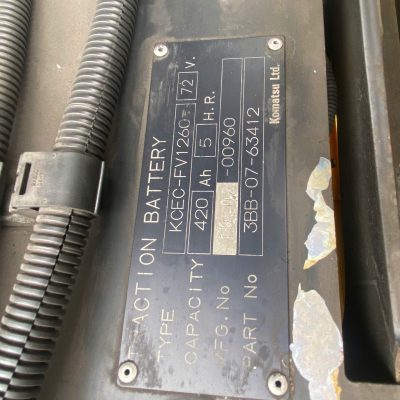 TRACTION BATTERY
TYPE KCEC-FV1260- 72 V.
CAPACITY 420 Ah 5 H.R.
MFG.No -00960
PART No 3BB-07-63412
Komatsu Ltd.